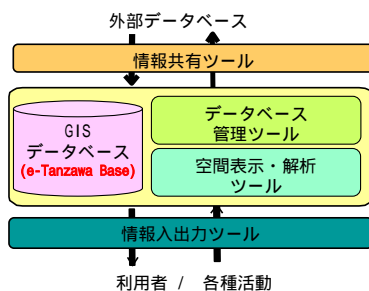 外部データベース
情報共有ツール
GIS
データベース
(e-Tanzawa Base)
データベース
管理ツール
空間表示・解析
ツール
情報入出力ツール
利用者 / 各種活動